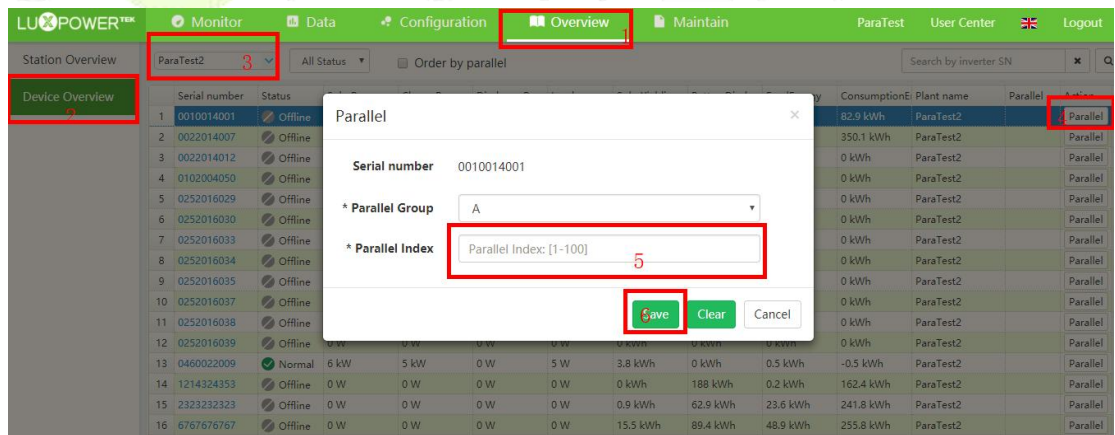 LUXPOWERTEK Monitor Data Configuration Overview Maintain ParaTest User Center Logout
1
Station Overview ParaTest2 3 All Status Order by parallel Search by inverter SN
Device Overview 2
Serial number Status ConsumptionE Plant name Parallel Action
1 0010014001 Offline 82.9 kWh ParaTest2 4 Parallel
2 0022014007 Offline 350.1 kWh ParaTest2 Parallel
3 0022014012 Offline 0 kWh ParaTest2 Parallel
4 0102004050 Offline 0 kWh ParaTest2 Parallel
5 0252016029 Offline 0 kWh ParaTest2 Parallel
6 0252016030 Offline 0 kWh ParaTest2 Parallel
7 0252016033 Offline 0 kWh ParaTest2 Parallel
8 0252016034 Offline 0 kWh ParaTest2 Parallel
9 0252016035 Offline 0 kWh ParaTest2 Parallel
10 0252016037 Offline 0 kWh ParaTest2 Parallel
11 0252016038 Offline 0 kWh ParaTest2 Parallel
12 0252016039 Offline 0 W 0 W 0 W 0 W 0 kWh 0 kWh 0 kWh 0 kWh ParaTest2 Parallel
13 0460022009 Normal 6 kW 5 kW 0 W 5 W 3.8 kWh 0 kWh 0.5 kWh -0.5 kWh ParaTest2 Parallel
14 1214324353 Offline 0 W 0 W 0 W 0 W 0 kWh 188 kWh 0.2 kWh 162.4 kWh ParaTest2 Parallel
15 2323232323 Offline 0 W 0 W 0 W 0 W 0.9 kWh 62.9 kWh 23.6 kWh 241.8 kWh ParaTest2 Parallel
16 6767676767 Offline 0 W 0 W 0 W 0 W 15.5 kWh 89.4 kWh 48.9 kWh 255.8 kWh ParaTest2 Parallel
Parallel ×
Serial number 0010014001
* Parallel Group A
* Parallel Index Parallel Index: [1-100] 5
6 Save Clear Cancel